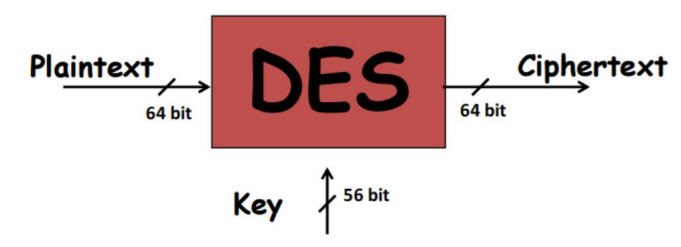 Plaintext
64 bit
DES
Ciphertext
64 bit
Key
56 bit